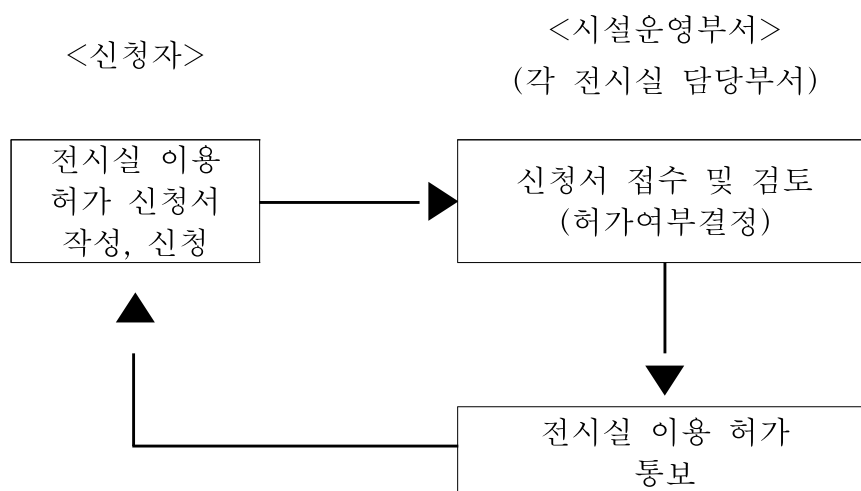 <신청자>
<시설운영부서>
(각 전시실 담당부서)
전시실 이용
허가 신청서
작성, 신청
신청서 접수 및 검토
(허가여부결정)
전시실 이용 허가
통보